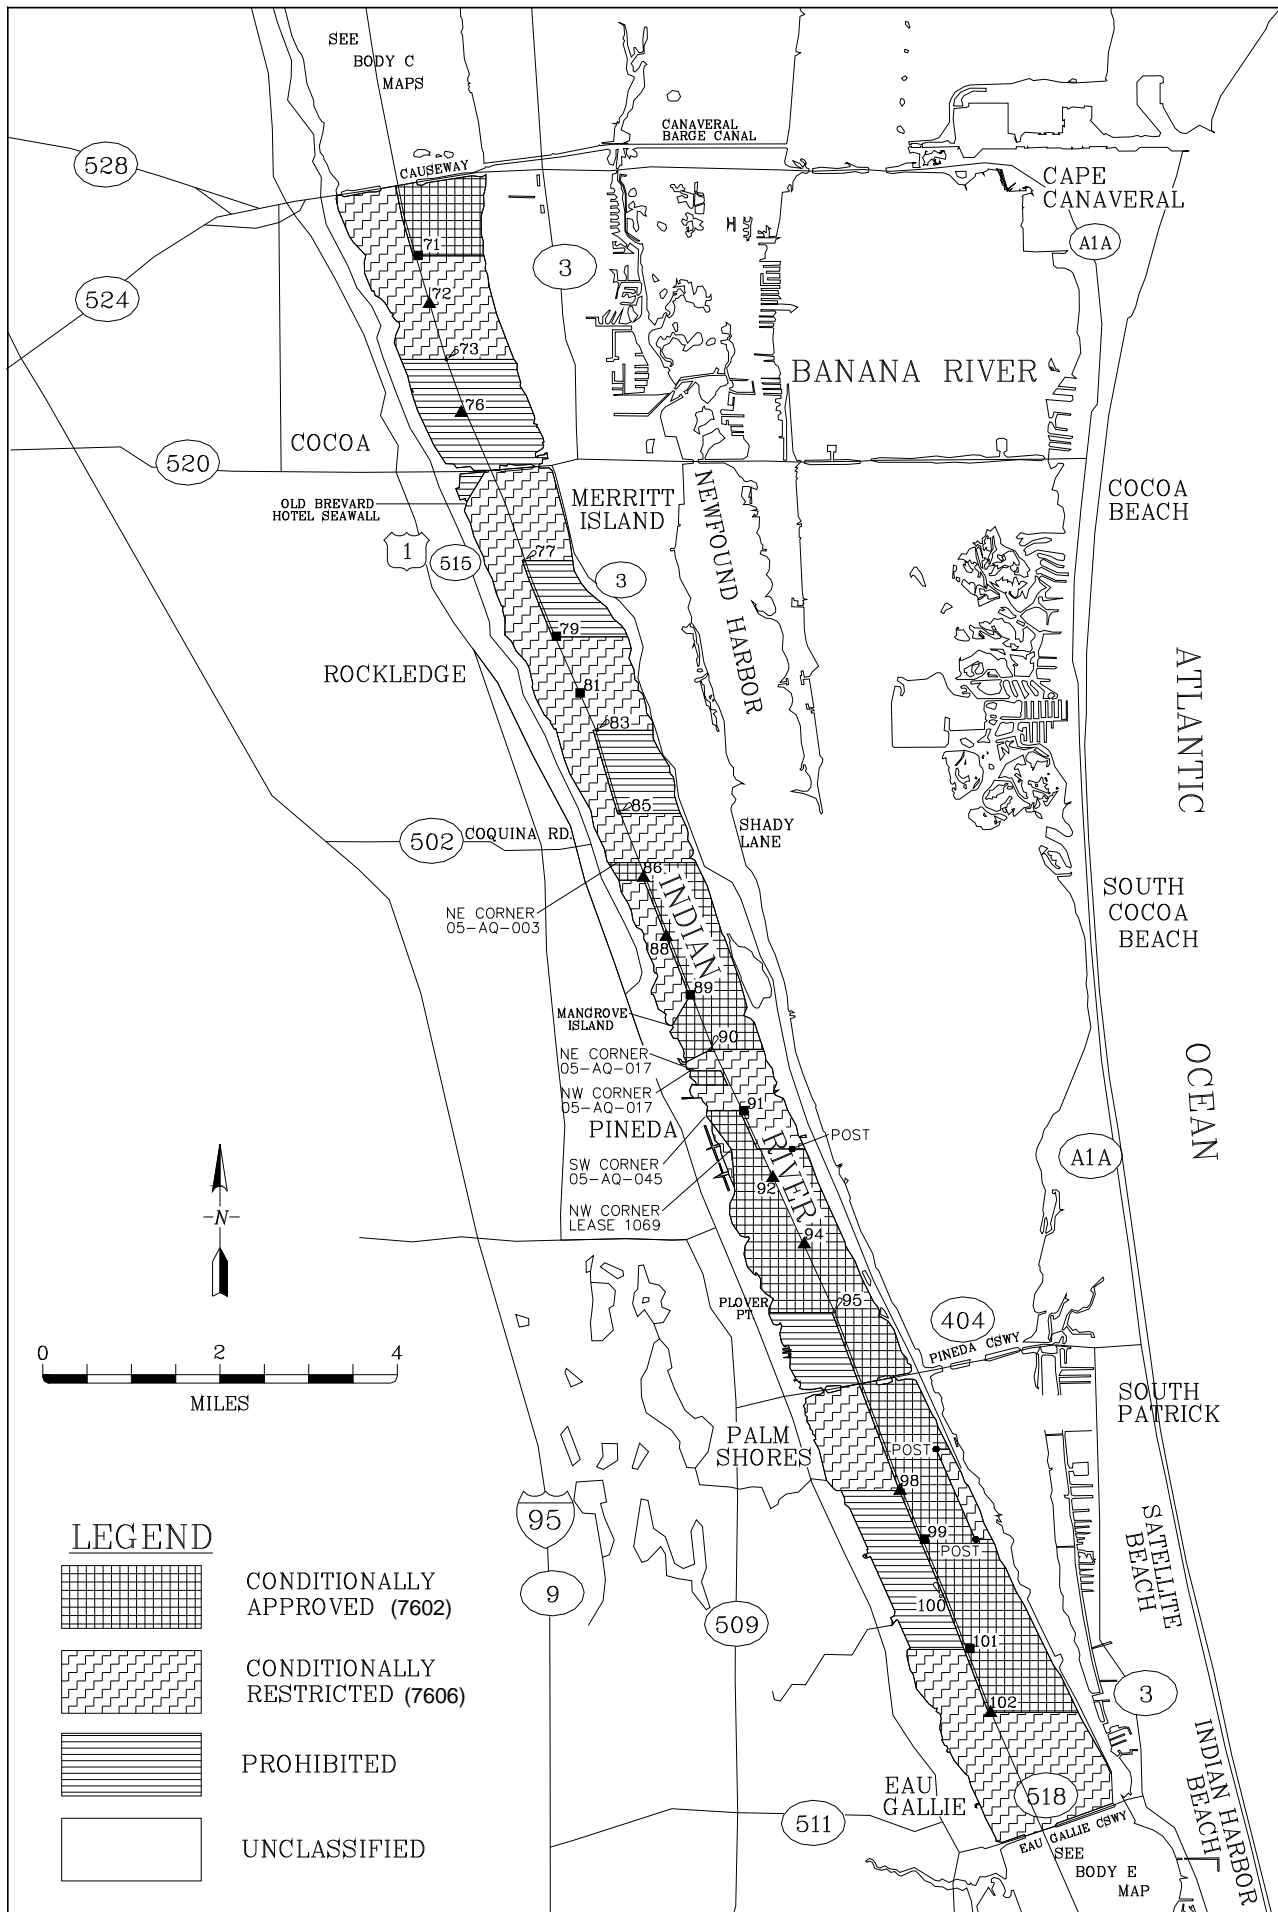 SEE
BODY C
MAPS
CANAVERAL
BARGE CANAL
528
CAUSEWAY
CAPE
CANAVERAL
A1A
71
3
524
72
73
76
BANANA RIVER
COCOA
520
OLD BREVARD
HOTEL SEAWALL
MERRITT
ISLAND
NEWFOUND HARBOR
COCOA
BEACH
1
515
77
3
79
ROCKLEDGE
81
83
ATLANTIC
OCEAN
85
502
COQUINA RD.
SHADY
LANE
86
INDIAN
RIVER
NE CORNER
05-AQ-003
88
SOUTH
COCOA
BEACH
89
MANGROVE
ISLAND
90
NE CORNER
05-AQ-017
NW CORNER
05-AQ-017
91
PINEDA
POST
A1A
SW CORNER
05-AQ-045
92
NW CORNER
LEASE 1069
94
-N-
PLOVER
PT
95
404
PINEDA CSWY
0 2 4
MILES
SOUTH
PATRICK
PALM
SHORES
POST
98
95
99
POST
SATELLITE
BEACH
LEGEND
CONDITIONALLY
APPROVED (7602)
9
100
509
101
CONDITIONALLY
RESTRICTED (7606)
102
3
PROHIBITED
INDIAN HARBOR
BEACH
EAU
GALLIE
518
511
EAU GALLIE CSWY
UNCLASSIFIED
SEE
BODY E
MAP